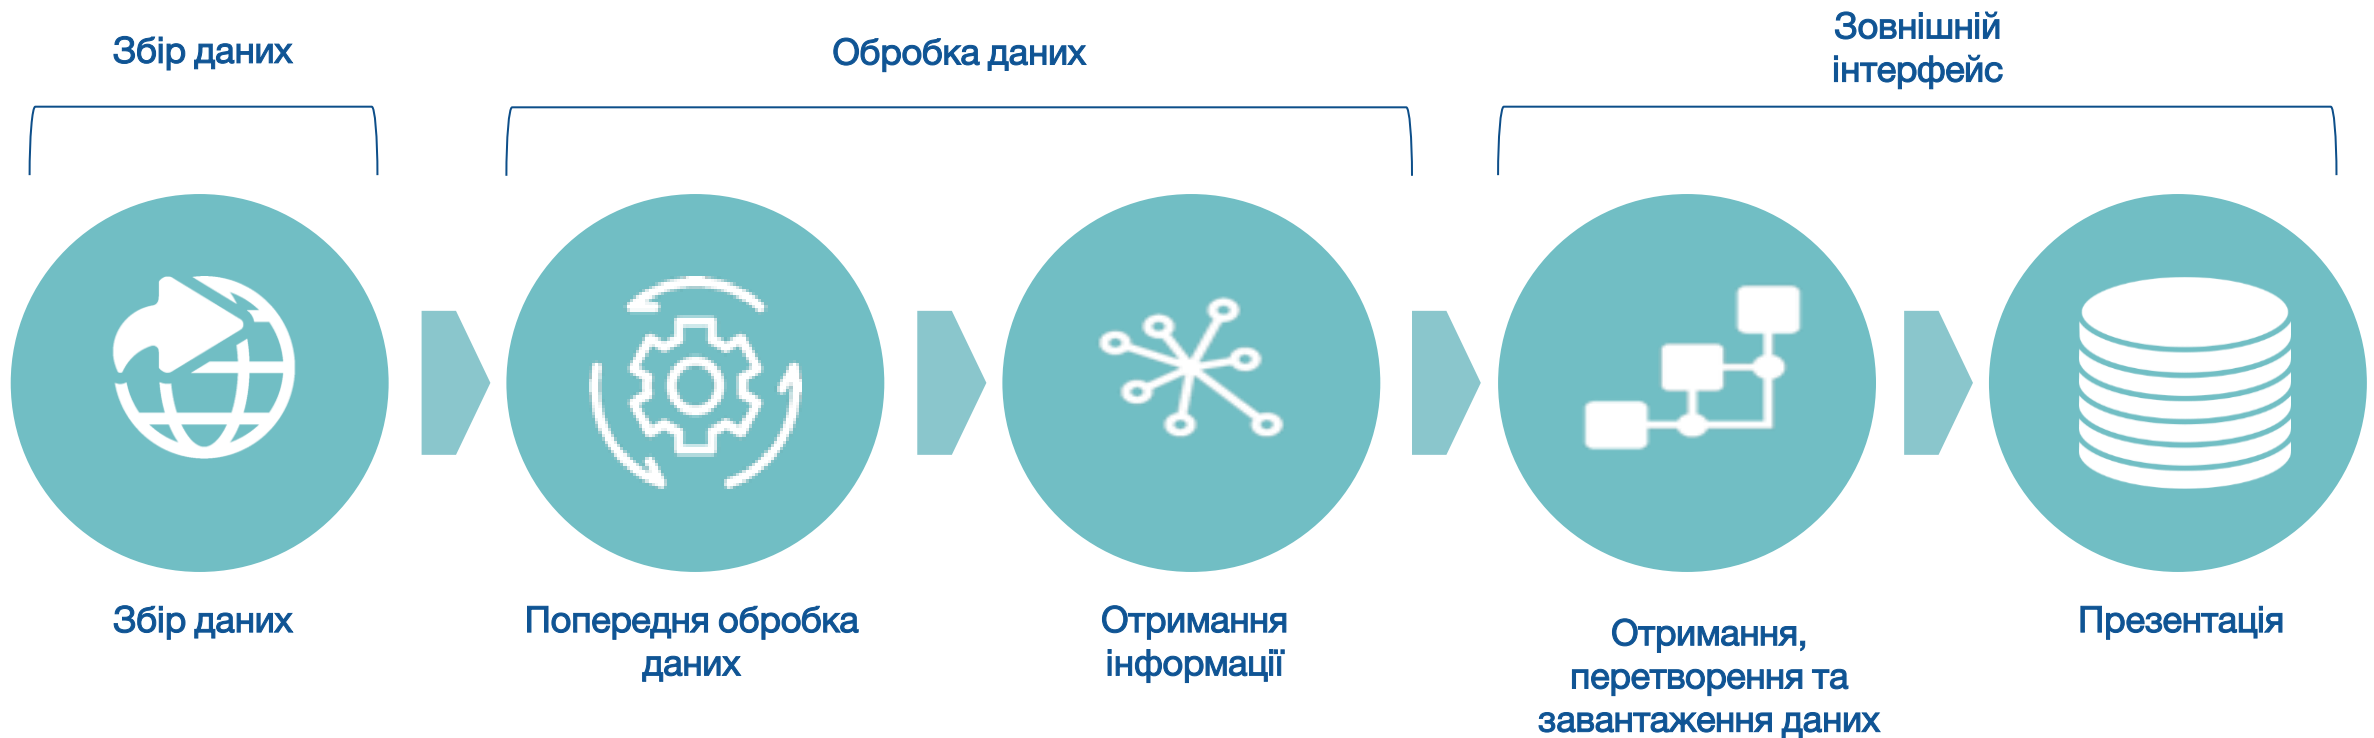 Збір даних
Обробка даних
Зовнішній
інтерфейс
Збір даних
Попередня обробка
даних
Отримання
інформації
Отримання,
перетворення та
завантаження даних
Презентація